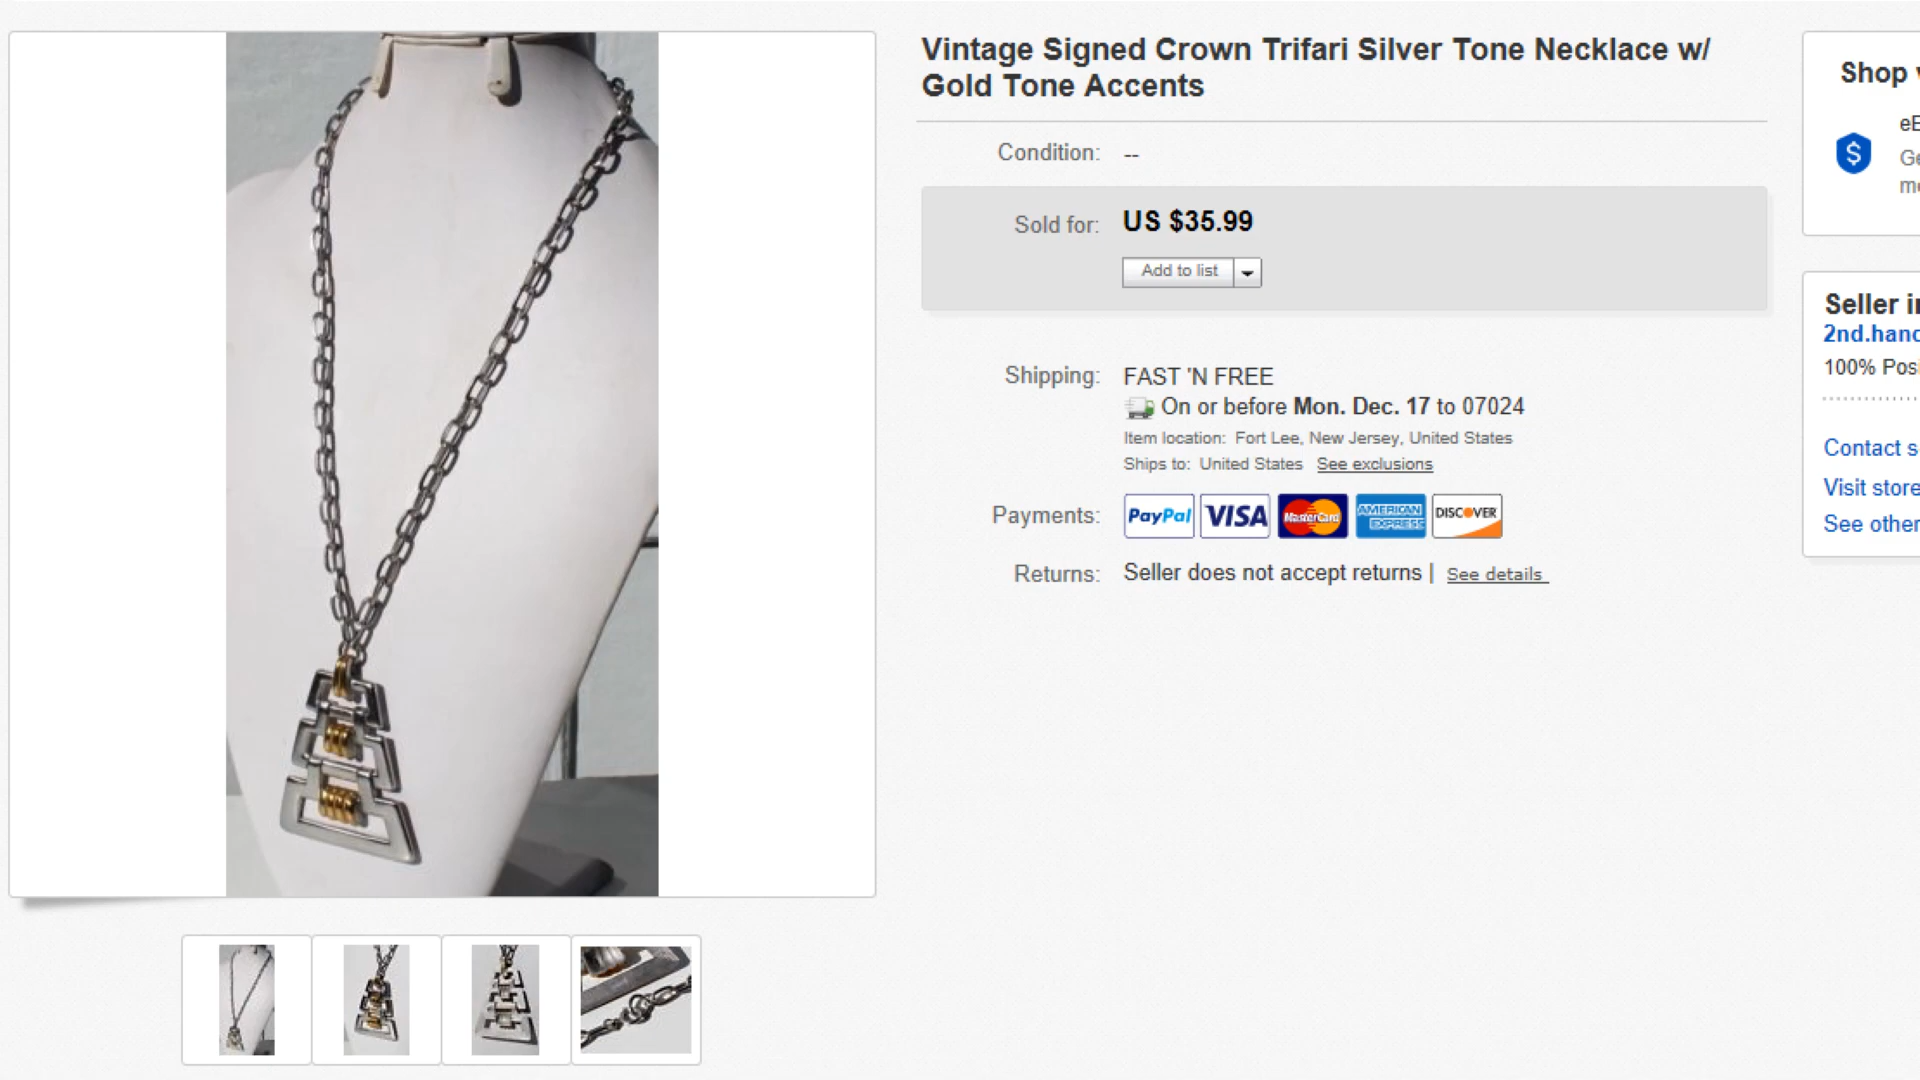 Vintage Signed Crown Trifari Silver Tone Necklace w/
Gold Tone Accents
Condition: --
Sold for: US $35.99
Add to list
Shipping: FAST 'N FREE
On or before Mon. Dec. 17 to 07024
Item location: Fort Lee, New Jersey, United States
Ships to: United States See exclusions
Payments: PayPal VISA MasterCard AMERICAN EXPRESS DISCOVER
Returns: Seller does not accept returns | See details
Shop
$
Seller
2nd.hand
100%
Contact
Visit store
See other